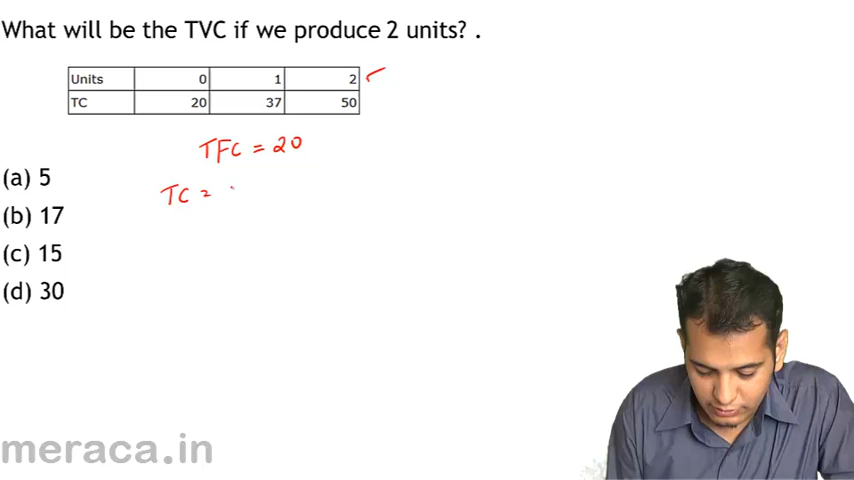 What will be the TVC if we produce 2 units? .
Units 0 1 2
TC 20 37 50
TFC = 20
(a) 5
TC =
(b) 17
(c) 15
(d) 30
meraca.in